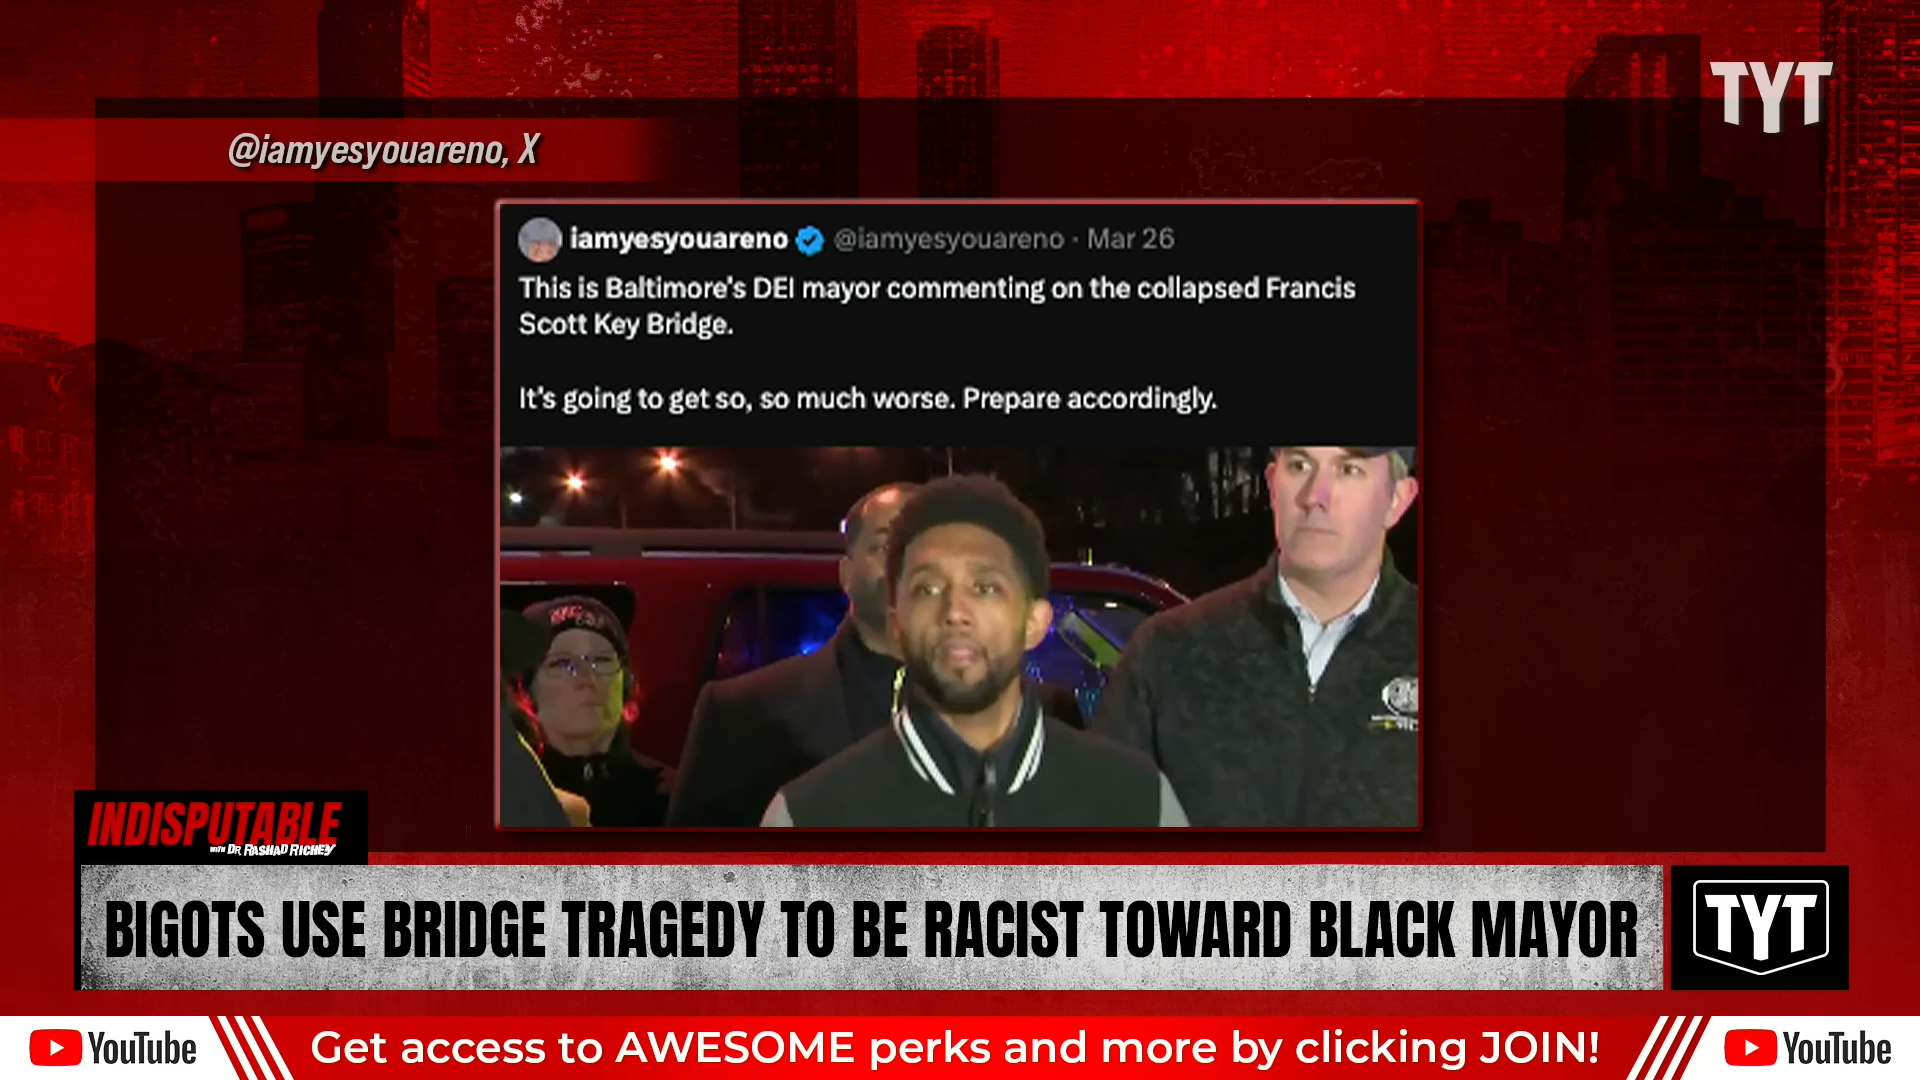 TYT
@iamyesyouareno, X
iamyesyouareno @iamyesyouareno · Mar 26
This is Baltimore's DEI mayor commenting on the collapsed Francis
Scott Key Bridge.
It's going to get so, so much worse. Prepare accordingly.
INDISPUTABLE
WITH DR RASHAD RICHEY
BIGOTS USE BRIDGE TRAGEDY TO BE RACIST TOWARD BLACK MAYOR
TYT
YouTube
Get access to AWESOME perks and more by clicking JOIN!
YouTube